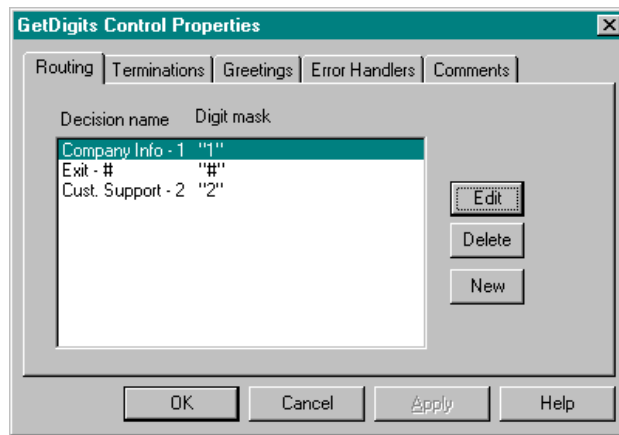 GetDigits Control Properties
Routing Terminations Greetings Error Handlers Comments
Decision name Digit mask
Company Info - 1 "1"
Exit - # "#"
Cust. Support - 2 "2"
Edit
Delete
New
OK Cancel Apply Help